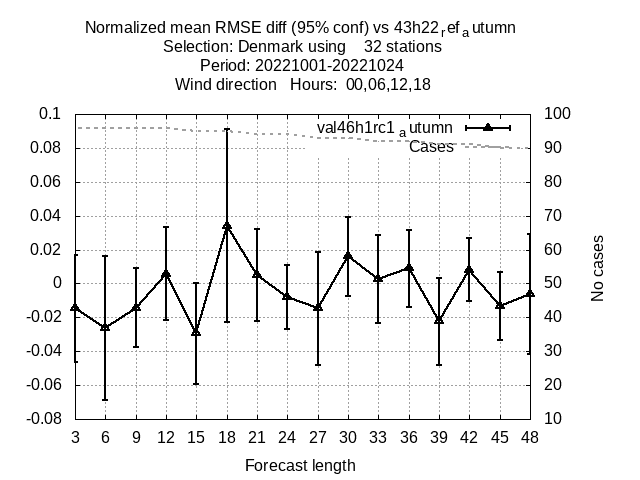 Normalized mean RMSE diff (95% conf) vs 43h22refautumn
Selection: Denmark using 32 stations
Period: 20221001-20221024
Wind direction Hours: 00,06,12,18
val46h1rc1autumn
Cases
0.1
0.08
0.06
0.04
0.02
0
-0.02
-0.04
-0.06
-0.08
100
90
80
70
60
50
40
30
20
10
No cases
3 6 9 12 15 18 21 24 27 30 33 36 39 42 45 48
Forecast length